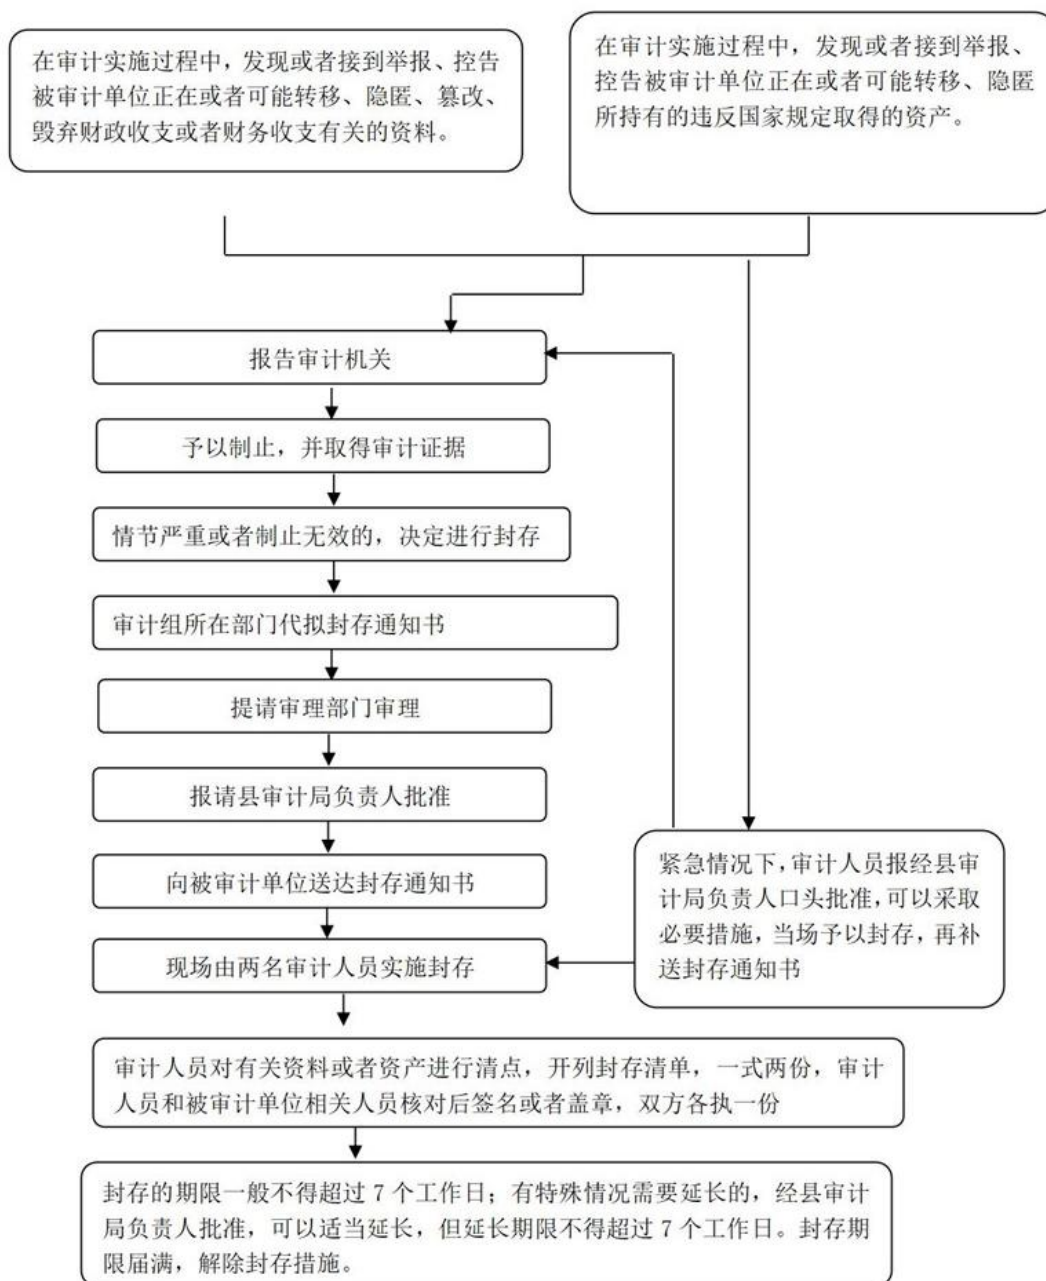 在审计实施过程中，发现或者接到举报、控告
被审计单位正在或者可能转移、隐匿、篡改、
毁弃财政收支或者财务收支有关的资料。
在审计实施过程中，发现或者接到举报、
控告被审计单位正在或者可能转移、隐匿
所持有的违反国家规定取得的资产。
报告审计机关
予以制止，并取得审计证据
情节严重或者制止无效的，决定进行封存
审计组所在部门代拟封存通知书
提请审理部门审理
报请县审计局负责人批准
向被审计单位送达封存通知书
紧急情况下，审计人员报经县审
计局负责人口头批准，可以采取
必要措施，当场予以封存，再补
送封存通知书
现场由两名审计人员实施封存
审计人员对有关资料或者资产进行清点，开列封存清单，一式两份，审计
人员和被审计单位相关人员核对后签名或者盖章，双方各执一份
封存的期限一般不得超过 7 个工作日；有特殊情况需要延长的，经县审计
局负责人批准，可以适当延长，但延长期限不得超过 7 个工作日。封存期
限届满，解除封存措施。